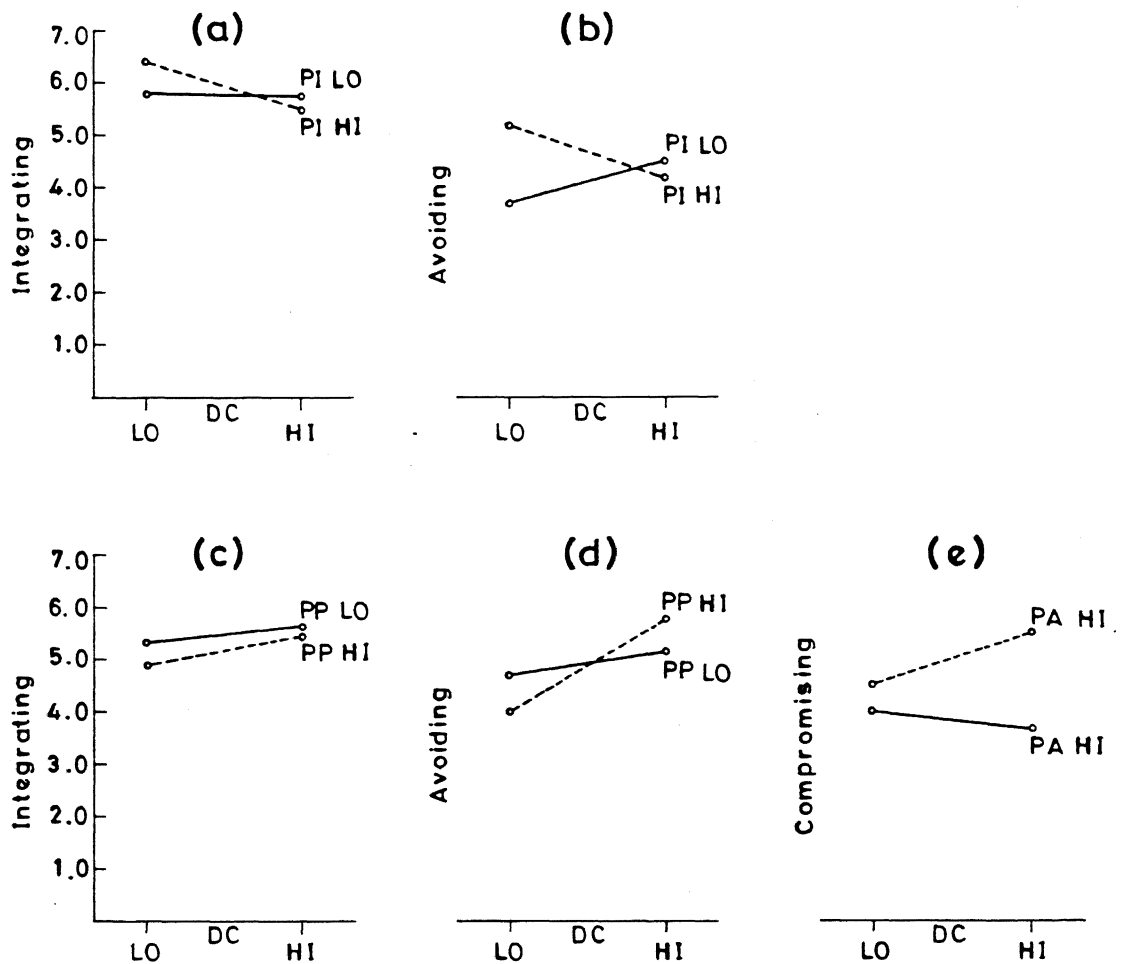 (a)
7.0
6.0
5.0
4.0
3.0
2.0
1.0
Integrating
PI LO
PI HI
LO
DC
HI
(b)
Avoiding
PI LO
PI HI
LO
DC
HI
(c)
7.0
6.0
5.0
4.0
3.0
2.0
1.0
Integrating
PP LO
PP HI
LO
DC
HI
(d)
Avoiding
PP HI
PP LO
LO
DC
HI
(e)
Compromising
PA HI
PA HI
LO
DC
HI